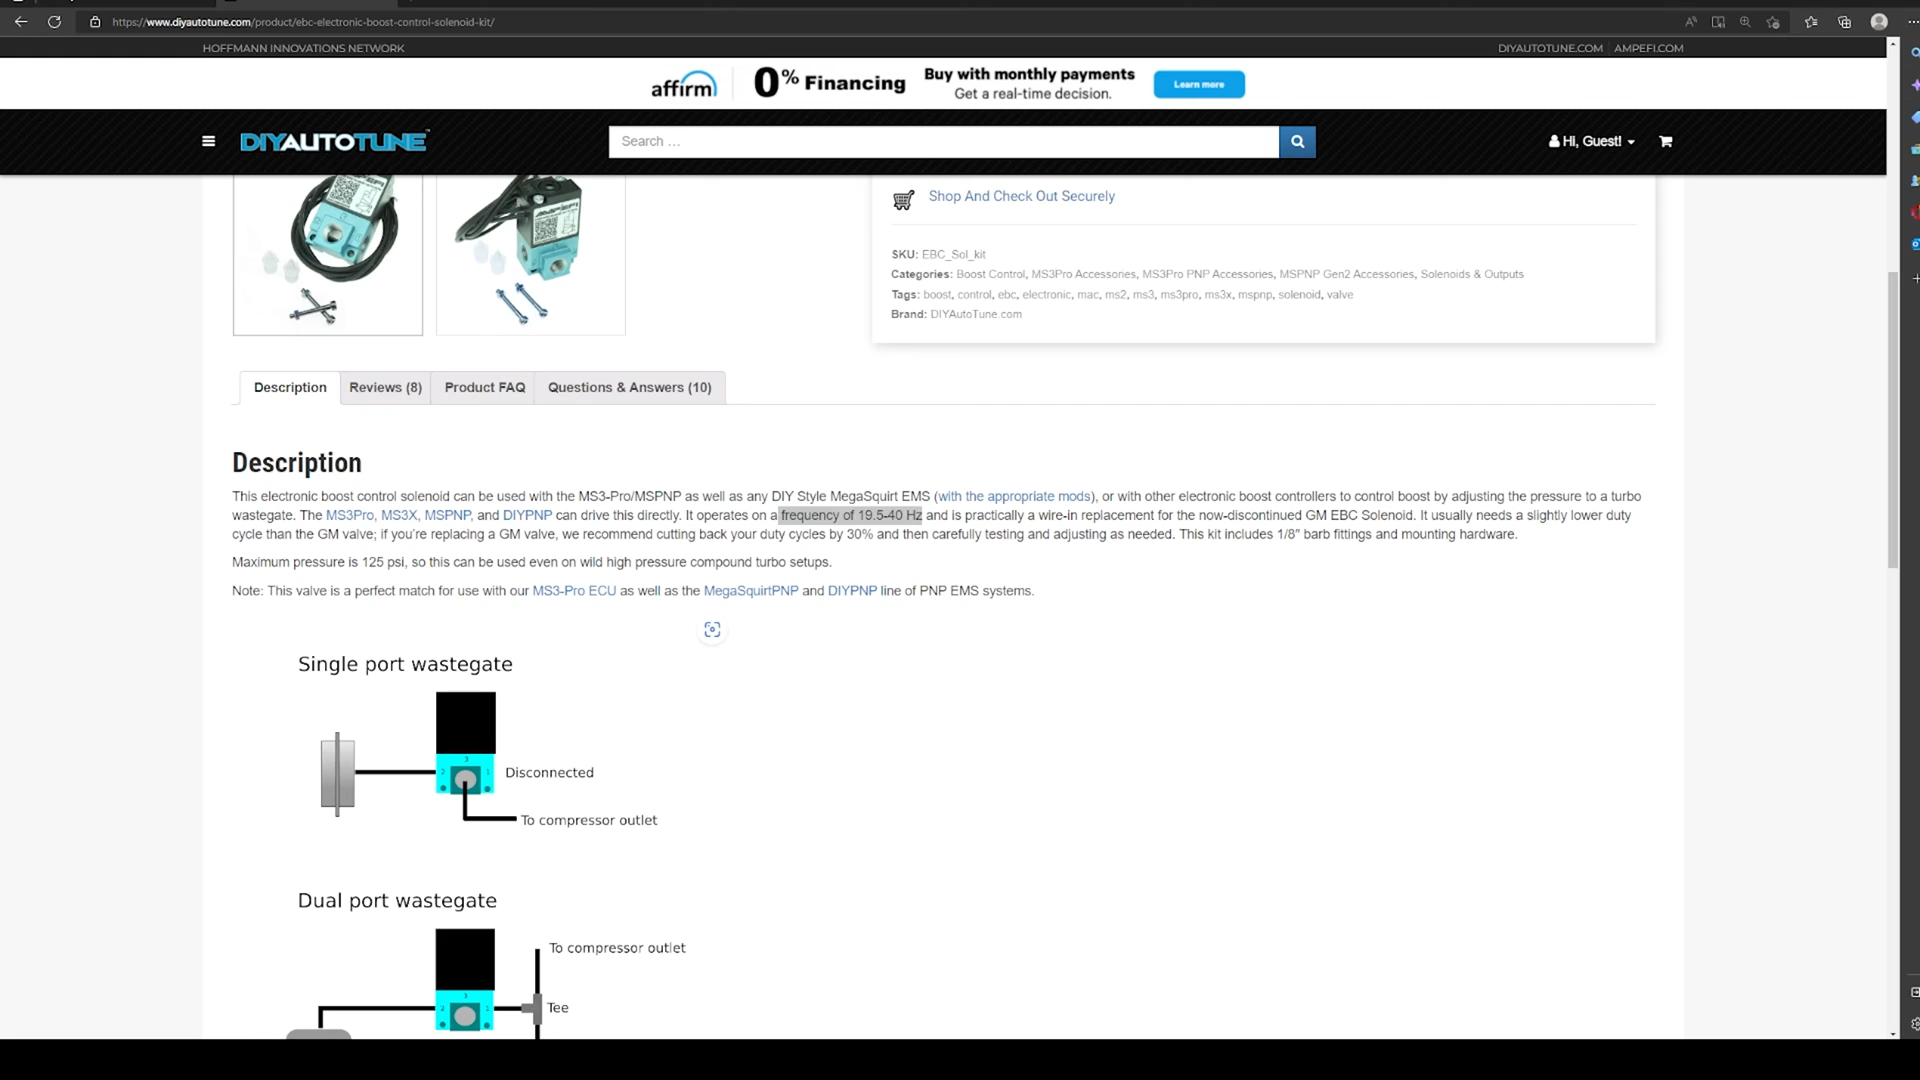 https://www.diyautotune.com/product/ebc-electronic-boost-control-solenoid-kit/
HOFFMANN INNOVATIONS NETWORK
DIYAUTOTUNE.COM AMPEFI.COM
affirm 0% Financing Buy with monthly payments
Get a real-time decision.
Learn more
DIYAUTOTUNE
Search …
Hi, Guest!
Shop And Check Out Securely
SKU: EBC_Sol_kit
Categories: Boost Control, MS3Pro Accessories, MS3Pro PNP Accessories, MSPNP Gen2 Accessories, Solenoids & Outputs
Tags: boost, control, ebc, electronic, mac, ms2, ms3, ms3pro, ms3x, mspnp, solenoid, valve
Brand: DIYAutoTune.com
Description Reviews (8) Product FAQ Questions & Answers (10)
Description
This electronic boost control solenoid can be used with the MS3-Pro/MSPNP as well as any DIY Style MegaSquirt EMS (with the appropriate mods), or with other electronic boost controllers to control boost by adjusting the pressure to a turbo
wastegate. The MS3Pro, MS3X, MSPNP, and DIYPNP can drive this directly. It operates on a frequency of 19.5-40 Hz and is practically a wire-in replacement for the now-discontinued GM EBC Solenoid. It usually needs a slightly lower duty
cycle than the GM valve; if you're replacing a GM valve, we recommend cutting back your duty cycles by 30% and then carefully testing and adjusting as needed. This kit includes 1/8″ barb fittings and mounting hardware.
Maximum pressure is 125 psi, so this can be used even on wild high pressure compound turbo setups.
Note: This valve is a perfect match for use with our MS3-Pro ECU as well as the MegaSquirtPNP and DIYPNP line of PNP EMS systems.
Single port wastegate
3
2 1
Disconnected
To compressor outlet
Dual port wastegate
To compressor outlet
3
2 1
Tee